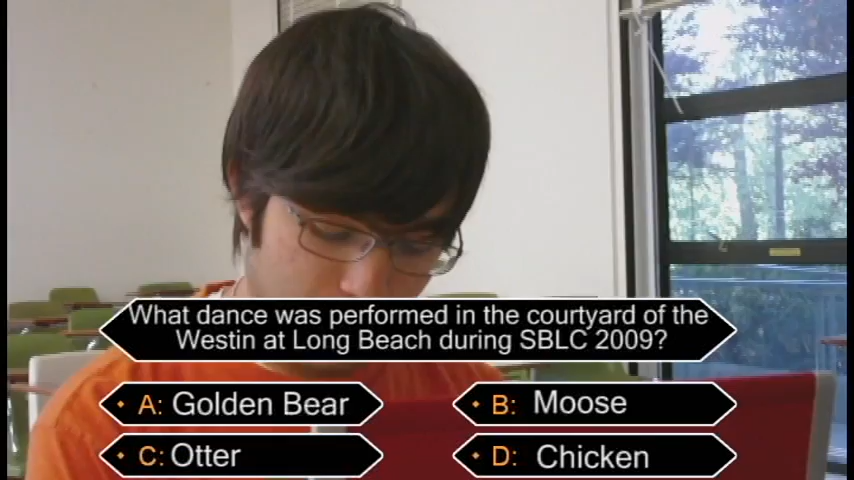 What dance was performed in the courtyard of the
Westin at Long Beach during SBLC 2009?
A: Golden Bear
B: Moose
C: Otter
D: Chicken